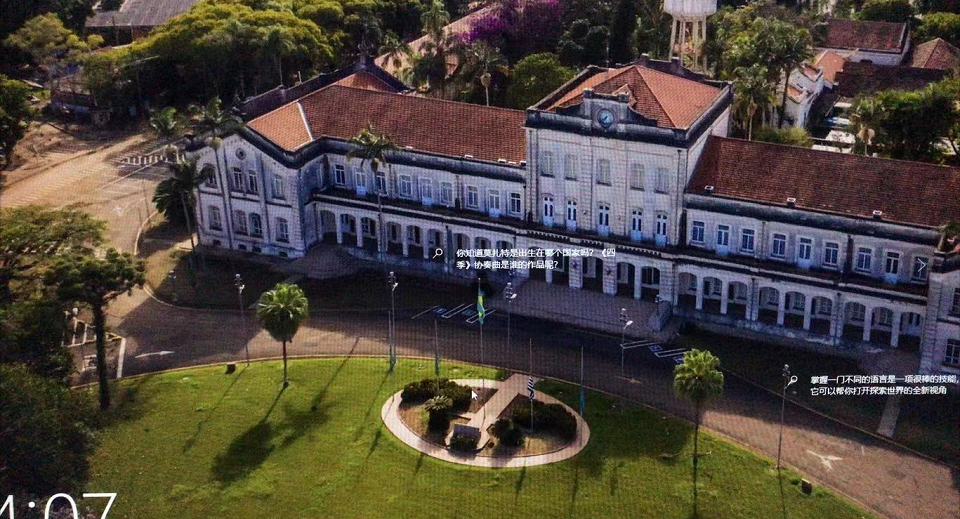 你知道莫扎特是出生在哪个国家吗？《四
季》协奏曲是谁的作品呢？
掌握一门不同的语言是一项很棒的技能,
它可以帮你打开探索世界的全新视角
4:07